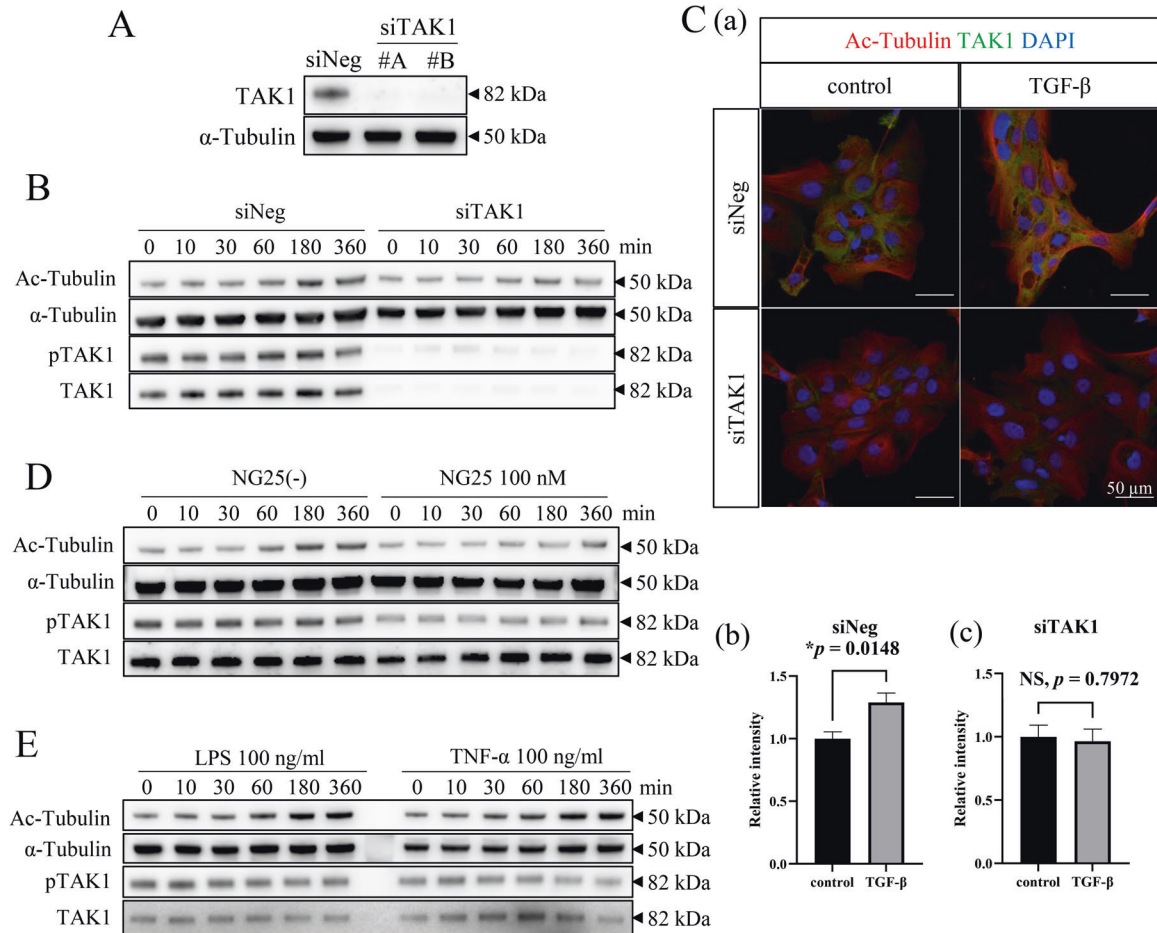 A
siTAK1
siNeg #A #B
TAK1 82 kDa
α-Tubulin 50 kDa
B
siNeg siTAK1
0 10 30 60 180 360 0 10 30 60 180 360 min
Ac-Tubulin 50 kDa
α-Tubulin 50 kDa
pTAK1 82 kDa
TAK1 82 kDa
C (a)
Ac-Tubulin TAK1 DAPI
control TGF-β
siNeg
siTAK1
50 µm
D
NG25(-) NG25 100 nM
0 10 30 60 180 360 0 10 30 60 180 360 min
Ac-Tubulin 50 kDa
α-Tubulin 50 kDa
pTAK1 82 kDa
TAK1 82 kDa
(b)
siNeg
*p = 0.0148
Relative intensity
1.5
1.0
0.5
0.0
control TGF-β
(c)
siTAK1
NS, p = 0.7972
Relative intensity
1.5
1.0
0.5
0.0
control TGF-β
E
LPS 100 ng/ml TNF-α 100 ng/ml
0 10 30 60 180 360 0 10 30 60 180 360 min
Ac-Tubulin 50 kDa
α-Tubulin 50 kDa
pTAK1 82 kDa
TAK1 82 kDa